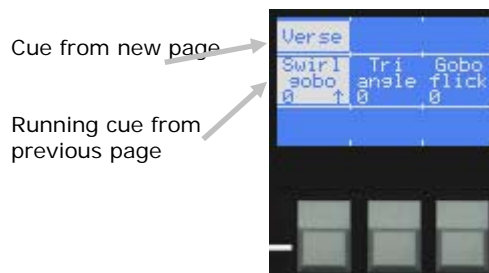 Cue from new page
Verse
Swirl Tri Gobo
gobo angle flick
0 ↑ 0 0
Running cue from
previous page